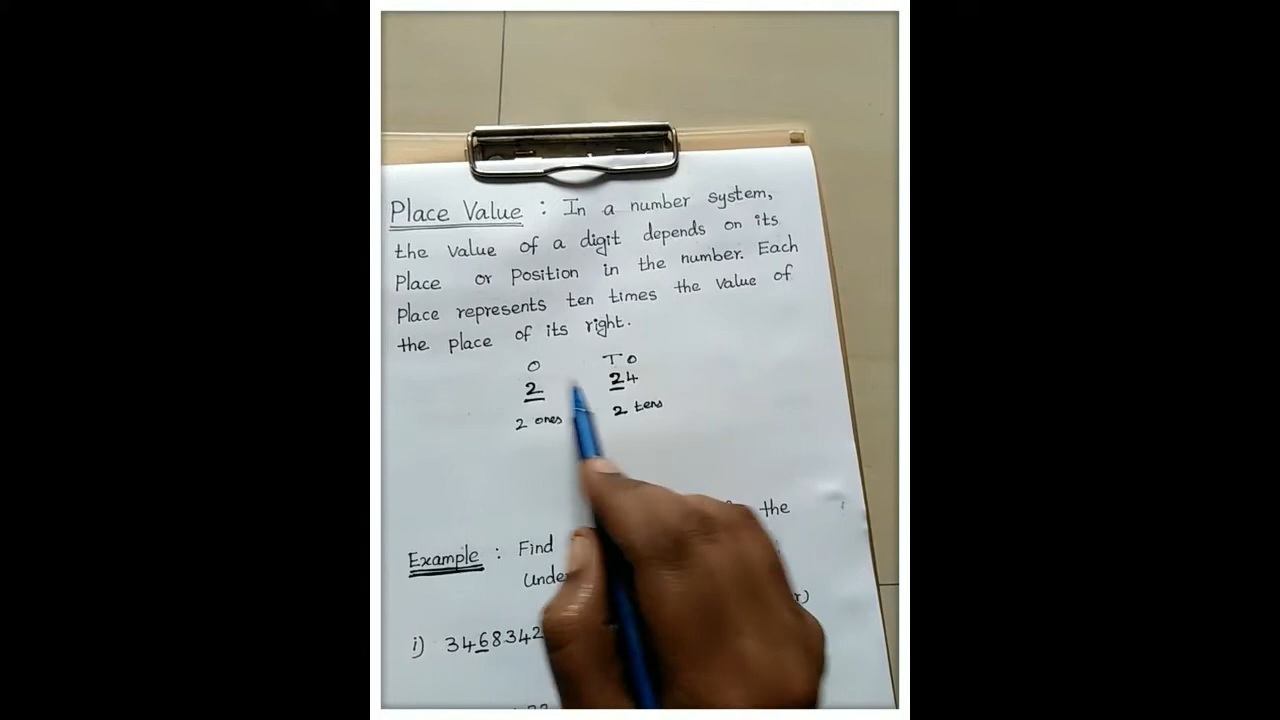 Place Value : In a number system,
the value of a digit depends on its
Place or Position in the number. Each
Place represents ten times the value of
the place of its right.
O T O
2 24
2 ones 2 tens
the
Example : Find
Unde
i) 3468342